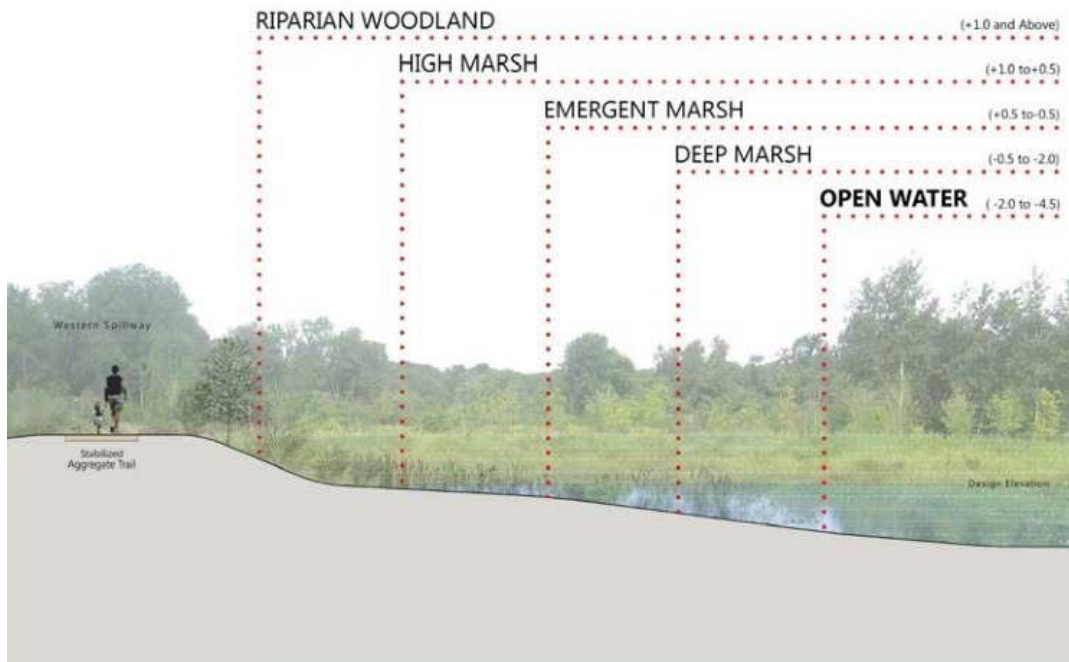 RIPARIAN WOODLAND (+1.0 and Above)
HIGH MARSH (+1.0 to+0.5)
EMERGENT MARSH (+0.5 to-0.5)
DEEP MARSH (-0.5 to -2.0)
OPEN WATER ( -2.0 to -4.5)
Western Spillway
Stabilized
Aggregate Trail
Design Elevation